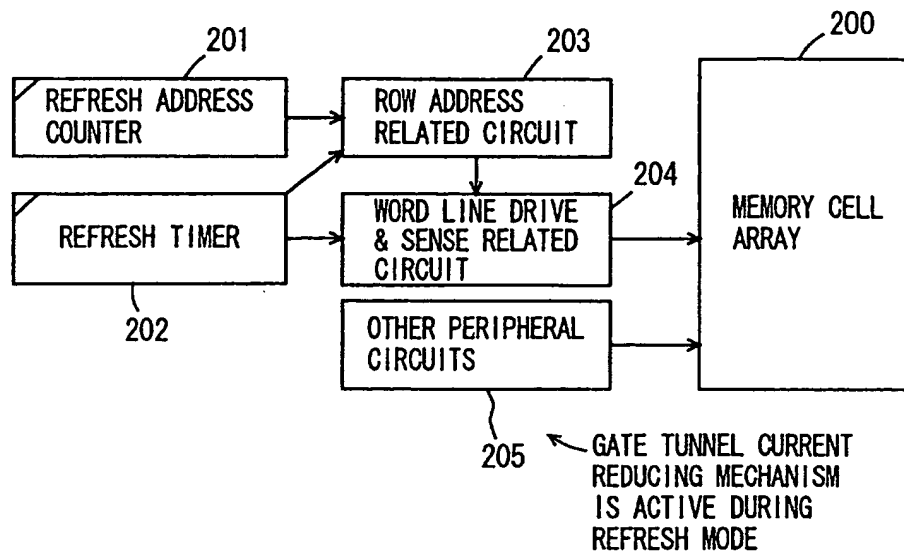 201
203
200
REFRESH ADDRESS
COUNTER
ROW ADDRESS
RELATED CIRCUIT
204
REFRESH TIMER
WORD LINE DRIVE
& SENSE RELATED
CIRCUIT
MEMORY CELL
ARRAY
202
OTHER PERIPHERAL
CIRCUITS
205
GATE TUNNEL CURRENT
REDUCING MECHANISM
IS ACTIVE DURING
REFRESH MODE